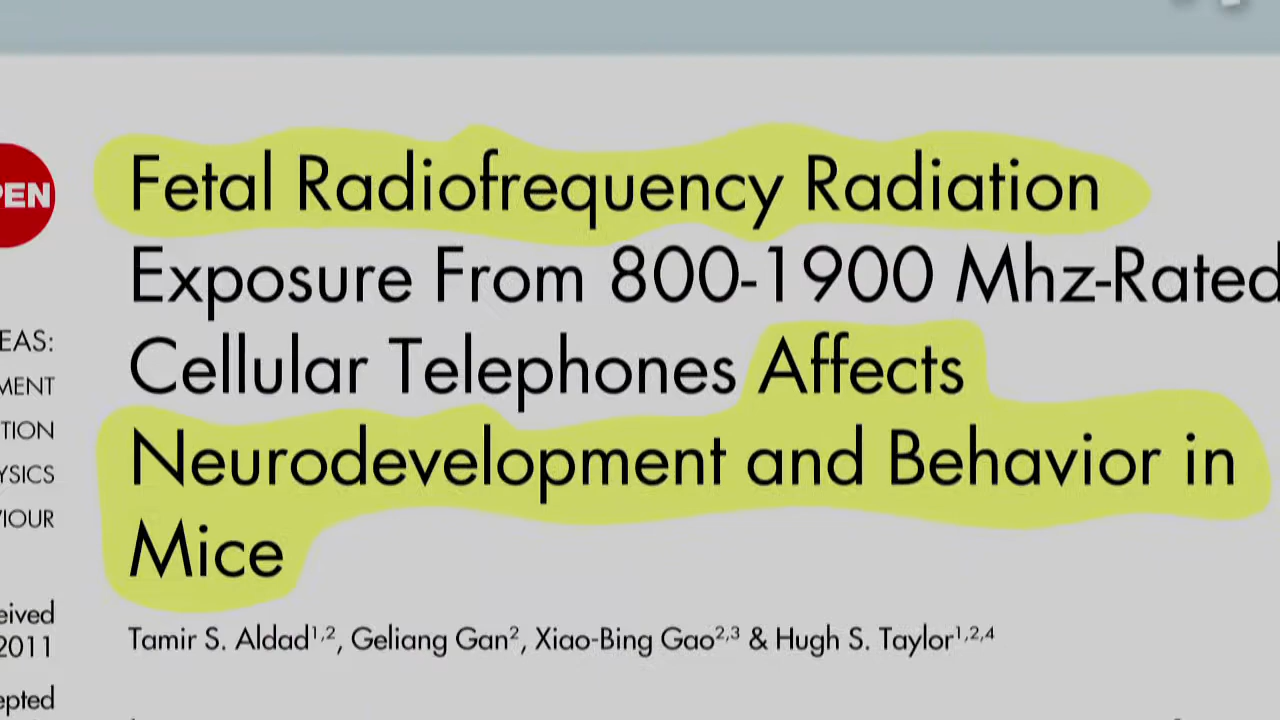 PEN
Fetal Radiofrequency Radiation
Exposure From 800-1900 Mhz-Rated
Cellular Telephones Affects
Neurodevelopment and Behavior in
Mice
EAS:
MENT
TION
YSICS
VIOUR
eived
2011
epted
Tamir S. Aldad1,2, Geliang Gan2, Xiao-Bing Gao2,3 & Hugh S. Taylor1,2,4